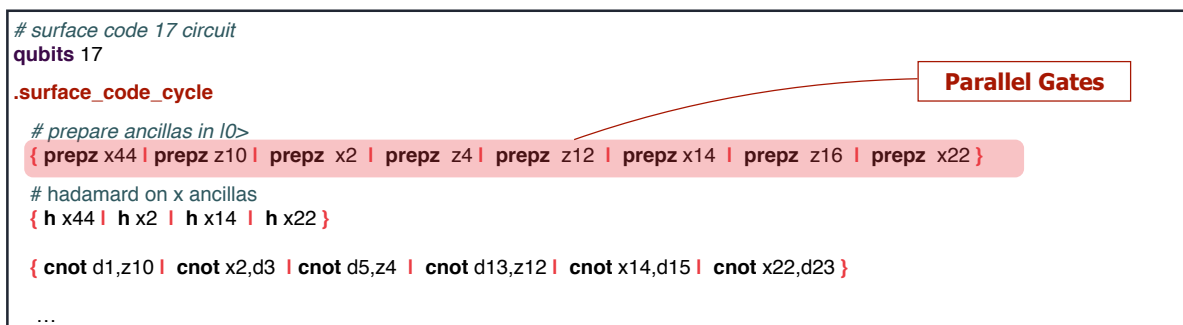 # surface code 17 circuit
qubits 17
.surface_code_cycle
Parallel Gates
# prepare ancillas in l0>
{ prepz x44 | prepz z10 | prepz x2 | prepz z4 | prepz z12 | prepz x14 | prepz z16 | prepz x22 }
# hadamard on x ancillas
{ h x44 | h x2 | h x14 | h x22 }
{ cnot d1,z10 | cnot x2,d3 | cnot d5,z4 | cnot d13,z12 | cnot x14,d15 | cnot x22,d23 }
...